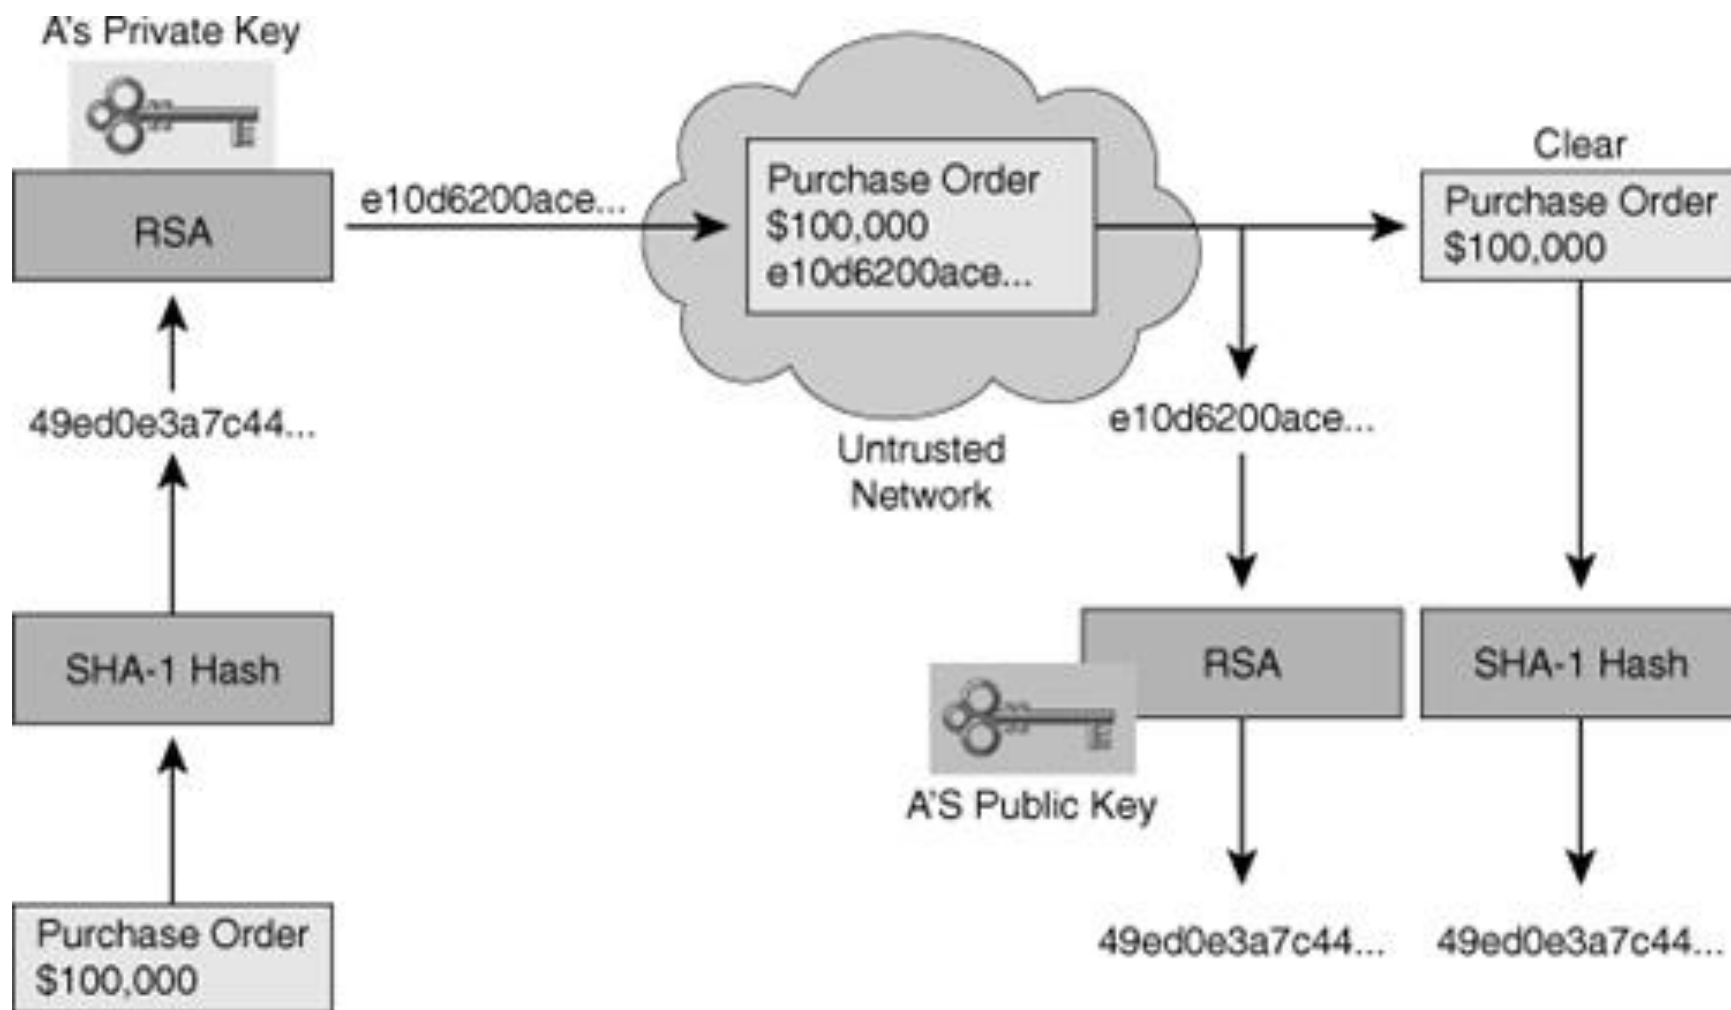 A's Private Key
RSA
e10d6200ace...
49ed0e3a7c44...
SHA-1 Hash
Purchase Order
$100,000
Purchase Order
$100,000
e10d6200ace...
Untrusted
Network
Clear
Purchase Order
$100,000
e10d6200ace...
RSA
A'S Public Key
SHA-1 Hash
49ed0e3a7c44...
49ed0e3a7c44...